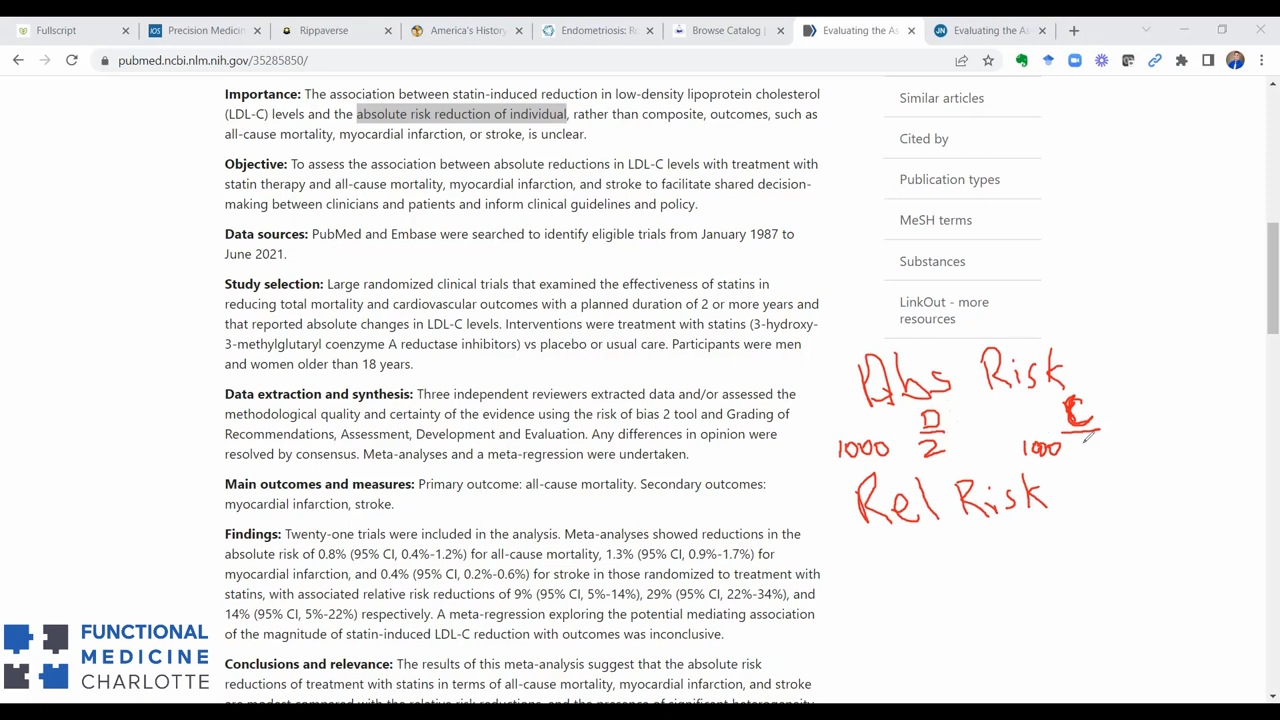 Fullscript
Precision Medicin
Rippaverse
America's History
Endometriosis: Ro
Browse Catalog |
Evaluating the As
Evaluating the As
pubmed.ncbi.nlm.nih.gov/35285850/
Importance: The association between statin-induced reduction in low-density lipoprotein cholesterol
(LDL-C) levels and the absolute risk reduction of individual, rather than composite, outcomes, such as
all-cause mortality, myocardial infarction, or stroke, is unclear.
Objective: To assess the association between absolute reductions in LDL-C levels with treatment with
statin therapy and all-cause mortality, myocardial infarction, and stroke to facilitate shared decision-
making between clinicians and patients and inform clinical guidelines and policy.
Data sources: PubMed and Embase were searched to identify eligible trials from January 1987 to
June 2021.
Study selection: Large randomized clinical trials that examined the effectiveness of statins in
reducing total mortality and cardiovascular outcomes with a planned duration of 2 or more years and
that reported absolute changes in LDL-C levels. Interventions were treatment with statins (3-hydroxy-
3-methylglutaryl coenzyme A reductase inhibitors) vs placebo or usual care. Participants were men
and women older than 18 years.
Data extraction and synthesis: Three independent reviewers extracted data and/or assessed the
methodological quality and certainty of the evidence using the risk of bias 2 tool and Grading of
Recommendations, Assessment, Development and Evaluation. Any differences in opinion were
resolved by consensus. Meta-analyses and a meta-regression were undertaken.
Main outcomes and measures: Primary outcome: all-cause mortality. Secondary outcomes:
myocardial infarction, stroke.
Findings: Twenty-one trials were included in the analysis. Meta-analyses showed reductions in the
absolute risk of 0.8% (95% CI, 0.4%-1.2%) for all-cause mortality, 1.3% (95% CI, 0.9%-1.7%) for
myocardial infarction, and 0.4% (95% CI, 0.2%-0.6%) for stroke in those randomized to treatment with
statins, with associated relative risk reductions of 9% (95% CI, 5%-14%), 29% (95% CI, 22%-34%), and
14% (95% CI, 5%-22%) respectively. A meta-regression exploring the potential mediating association
of the magnitude of statin-induced LDL-C reduction with outcomes was inconclusive.
Conclusions and relevance: The results of this meta-analysis suggest that the absolute risk
reductions of treatment with statins in terms of all-cause mortality, myocardial infarction, and stroke
Similar articles
Cited by
Publication types
MeSH terms
Substances
LinkOut - more
resources
Abs Risk
D C
1000 2 1000
Rel Risk
FUNCTIONAL
MEDICINE
CHARLOTTE